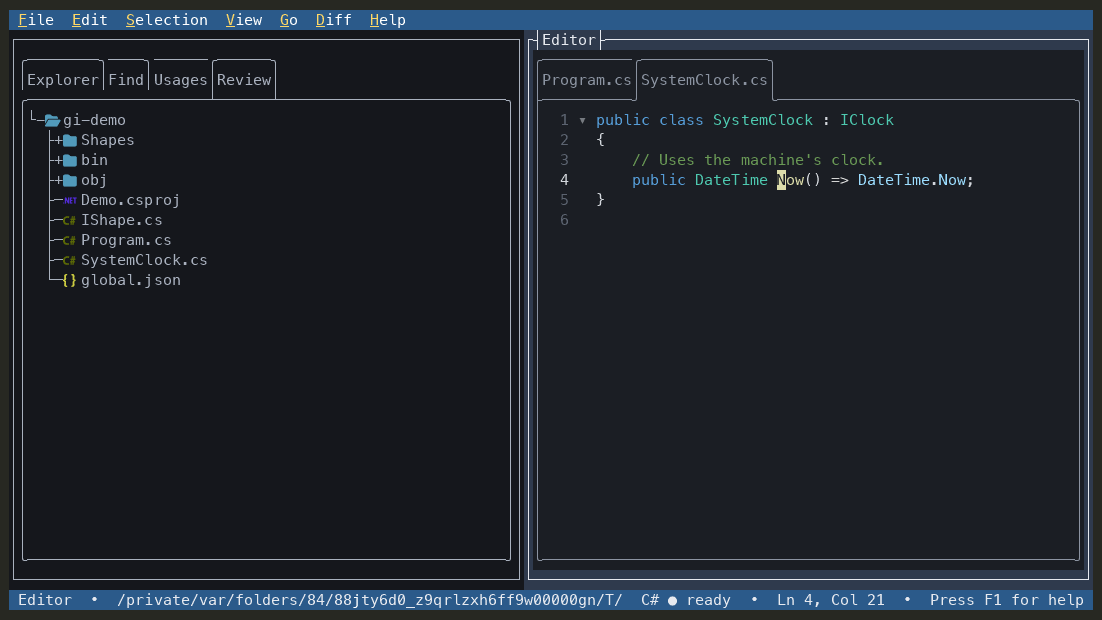 File Edit Selection View Go Diff Help
Editor
Explorer Find Usages Review
Program.cs SystemClock.cs
gi-demo
Shapes
bin
obj
Demo.csproj
IShape.cs
Program.cs
SystemClock.cs
global.json
1 ▾ public class SystemClock : IClock
2 {
3 // Uses the machine's clock.
4 public DateTime Now() => DateTime.Now;
5 }
6
Editor • /private/var/folders/84/88jty6d0_z9qrlzxh6ff9w00000gn/T/ C# ● ready • Ln 4, Col 21 • Press F1 for help